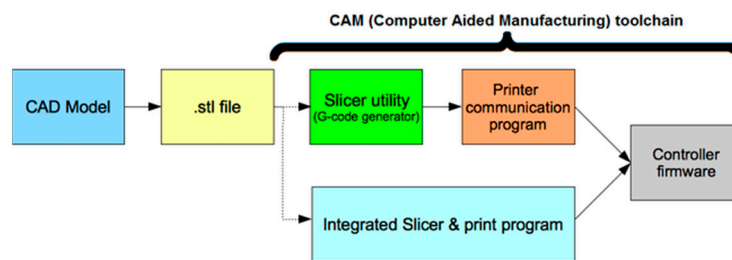 CAM (Computer Aided Manufacturing) toolchain
CAD Model
.stl file
Slicer utility
(G-code generator)
Printer
communication
program
Controller
firmware
Integrated Slicer & print program